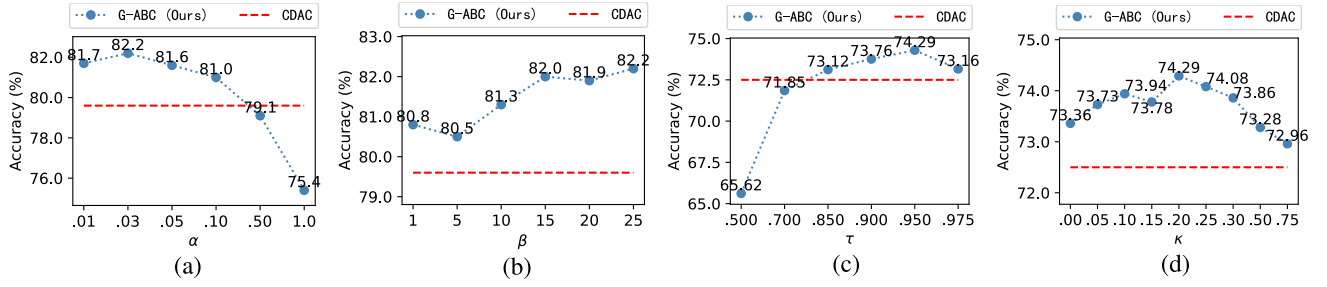 G-ABC (Ours) CDAC
82.0
80.0
78.0
76.0
Accuracy (%)
81.7 82.2 81.6 81.0 79.1 75.4
.01 .03 .05 .10 .50 1.0
α
(a)
G-ABC (Ours) CDAC
83.0
82.0
81.0
80.0
79.0
Accuracy (%)
80.8 80.5 81.3 82.0 81.9 82.2
1 5 10 15 20 25
β
(b)
G-ABC (Ours) CDAC
75.0
72.5
70.0
67.5
65.0
Accuracy (%)
65.62 71.85 73.12 73.76 74.29 73.16
.500 .700 .850 .900 .950 .975
τ
(c)
G-ABC (Ours) CDAC
75.0
74.0
73.0
72.0
Accuracy (%)
73.36 73.73 73.94 73.78 74.29 74.08 73.86 73.28 72.96
.00 .05 .10 .15 .20 .25 .30 .50 .75
κ
(d)